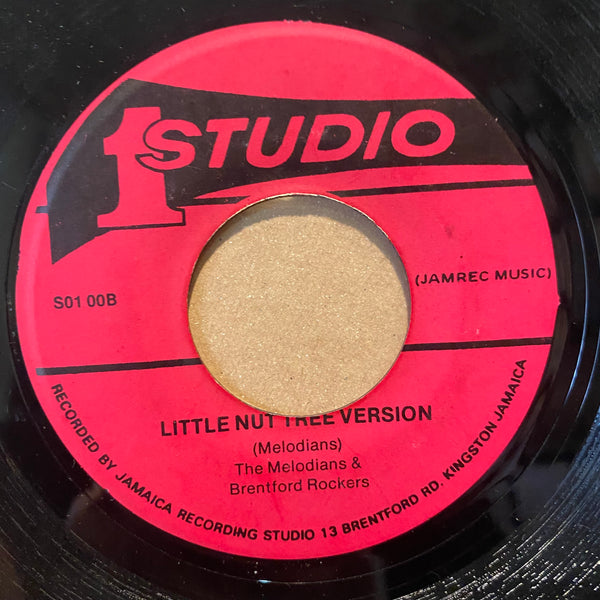 1 STUDIO
(JAMREC MUSIC)
S01 00B
LITTLE NUT TREE VERSION
(Melodians)
The Melodians &
Brentford Rockers
RECORDED BY JAMAICA RECORDING STUDIO 13 BRENTFORD RD. KINGSTON JAMAICA